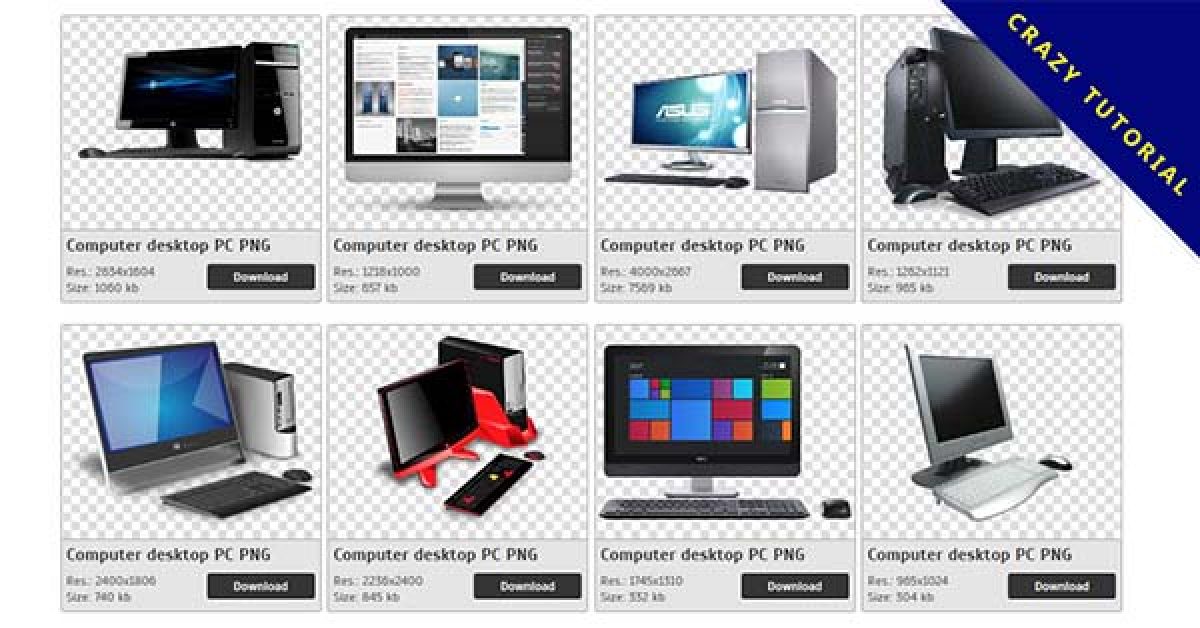 CRAZY TUTORIAL
ASUS
Computer desktop PC PNG
Res.: 2634x1604
Size: 1060 kb
Download
Computer desktop PC PNG
Res.: 1218x1000
Size: 657 kb
Download
Computer desktop PC PNG
Res.: 4000x2667
Size: 7569 kb
Download
Computer desktop PC PNG
Res.: 1262x1121
Size: 965 kb
Download
Computer desktop PC PNG
Res.: 2400x1806
Size: 740 kb
Download
Computer desktop PC PNG
Res.: 2236x2400
Size: 845 kb
Download
Computer desktop PC PNG
Res.: 1745x1310
Size: 332 kb
Download
Computer desktop PC PNG
Res.: 965x1024
Size: 304 kb
Download